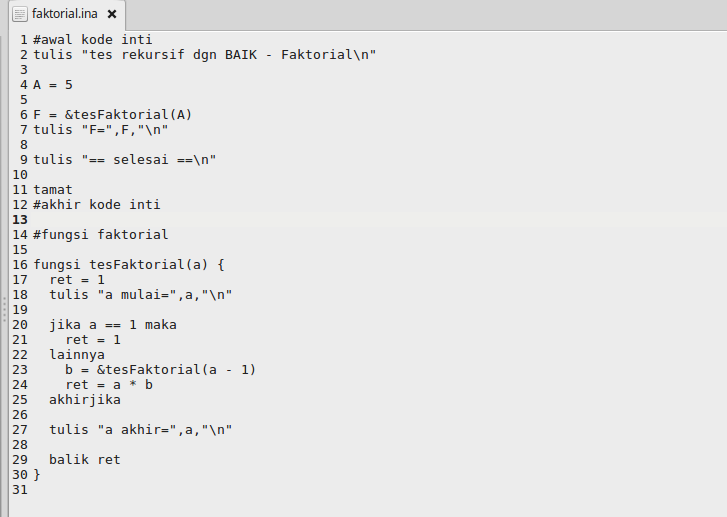 faktorial.ina
1 #awal kode inti
2 tulis "tes rekursif dgn BAIK - Faktorial\n"
3
4 A = 5
5
6 F = &tesFaktorial(A)
7 tulis "F=",F,"\n"
8
9 tulis "== selesai ==\n"
10
11 tamat
12 #akhir kode inti
13
14 #fungsi faktorial
15
16 fungsi tesFaktorial(a) {
17   ret = 1
18   tulis "a mulai=",a,"\n"
19
20   jika a == 1 maka
21     ret = 1
22   lainnya
23     b = &tesFaktorial(a - 1)
24     ret = a * b
25   akhirjika
26
27   tulis "a akhir=",a,"\n"
28
29   balik ret
30 }
31